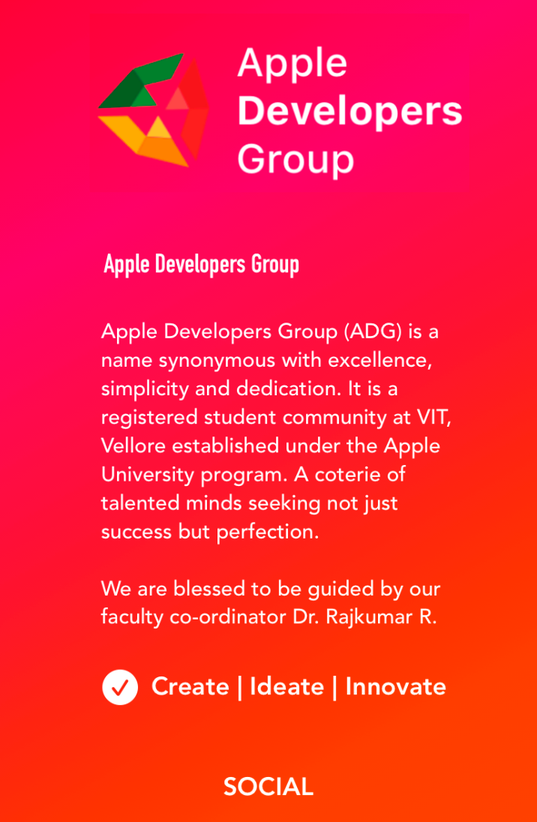 Apple
Developers
Group
Apple Developers Group
Apple Developers Group (ADG) is a
name synonymous with excellence,
simplicity and dedication. It is a
registered student community at VIT,
Vellore established under the Apple
University program. A coterie of
talented minds seeking not just
success but perfection.
We are blessed to be guided by our
faculty co-ordinator Dr. Rajkumar R.
Create | Ideate | Innovate
SOCIAL